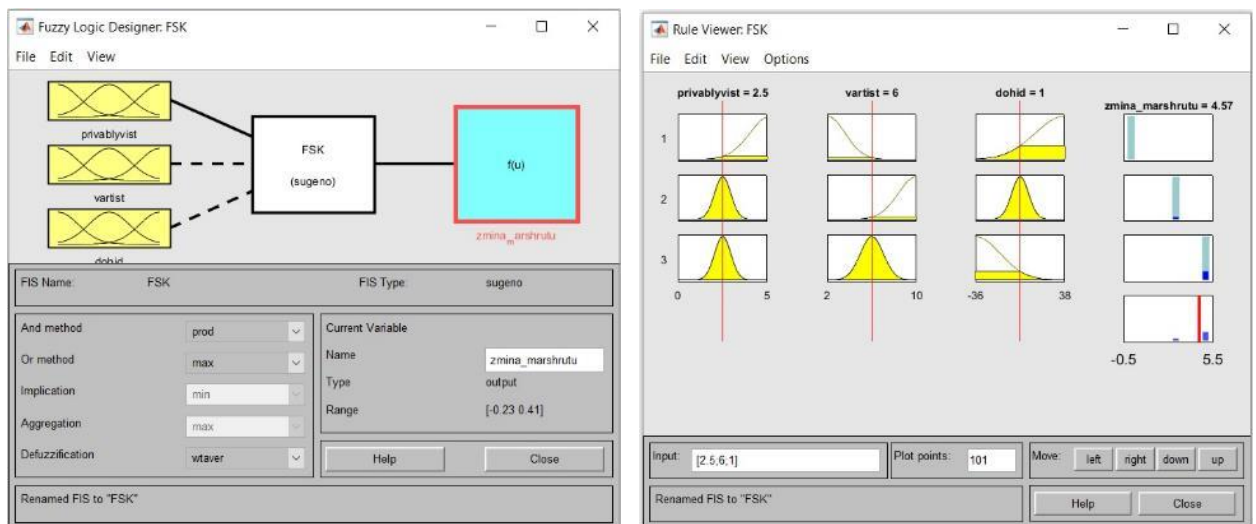 Fuzzy Logic Designer: FSK
File Edit View
privablyvist
vartist
dohid
FSK
(sugeno)
f(u)
zmina_marshrutu
FIS Name: FSK FIS Type: sugeno
And method prod
Or method max
Implication min
Aggregation max
Defuzzification wtaver
Current Variable
Name zmina_marshrutu
Type output
Range [-0.23 0.41]
Help Close
Renamed FIS to "FSK"
Rule Viewer: FSK
File Edit View Options
privablyvist = 2.5 vartist = 6 dohid = 1 zmina_marshrutu = 4.57
1
2
3
0 5 2 10 -36 38
-0.5 5.5
Input: [2.5;6;1] Plot points: 101 Move: left right down up
Renamed FIS to "FSK" Help Close